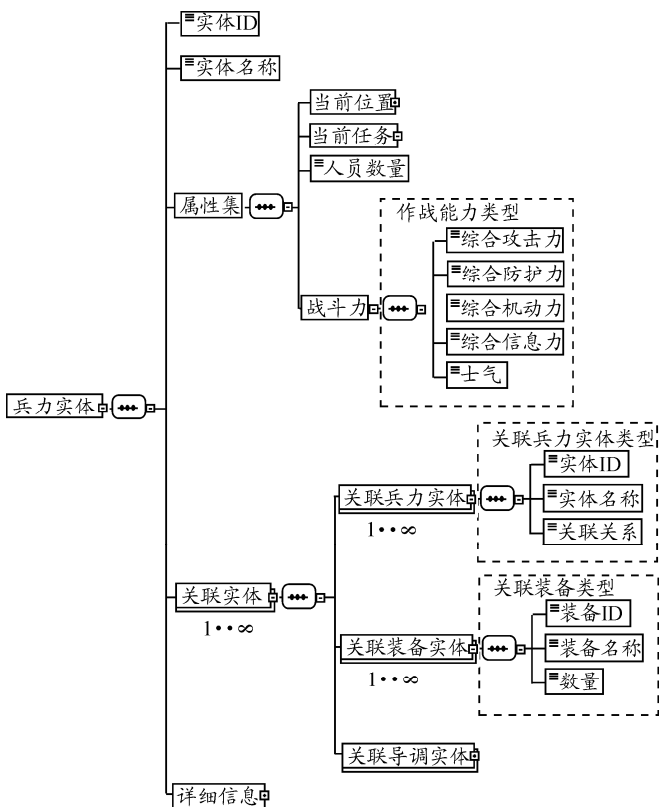 实体ID
实体名称
当前位置
当前任务
人员数量
属性集
作战能力类型
综合攻击力
综合防护力
综合机动力
综合信息力
战斗力
士气
兵力实体
关联兵力实体类型
实体ID
关联兵力实体
实体名称
1··∞
关联关系
关联装备类型
关联实体
装备ID
1··∞
关联装备实体
装备名称
1··∞
数量
关联导调实体
详细信息